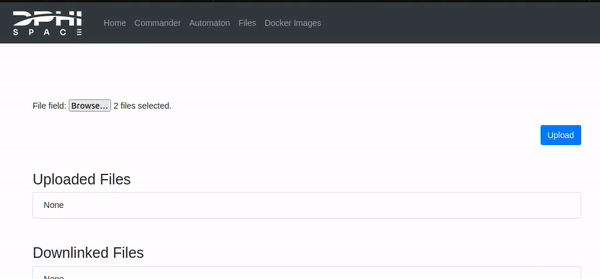 DPHI
SPACE
Home Commander Automaton Files Docker Images
File field: Browse... 2 files selected.
Upload
Uploaded Files
None
Downlinked Files
None